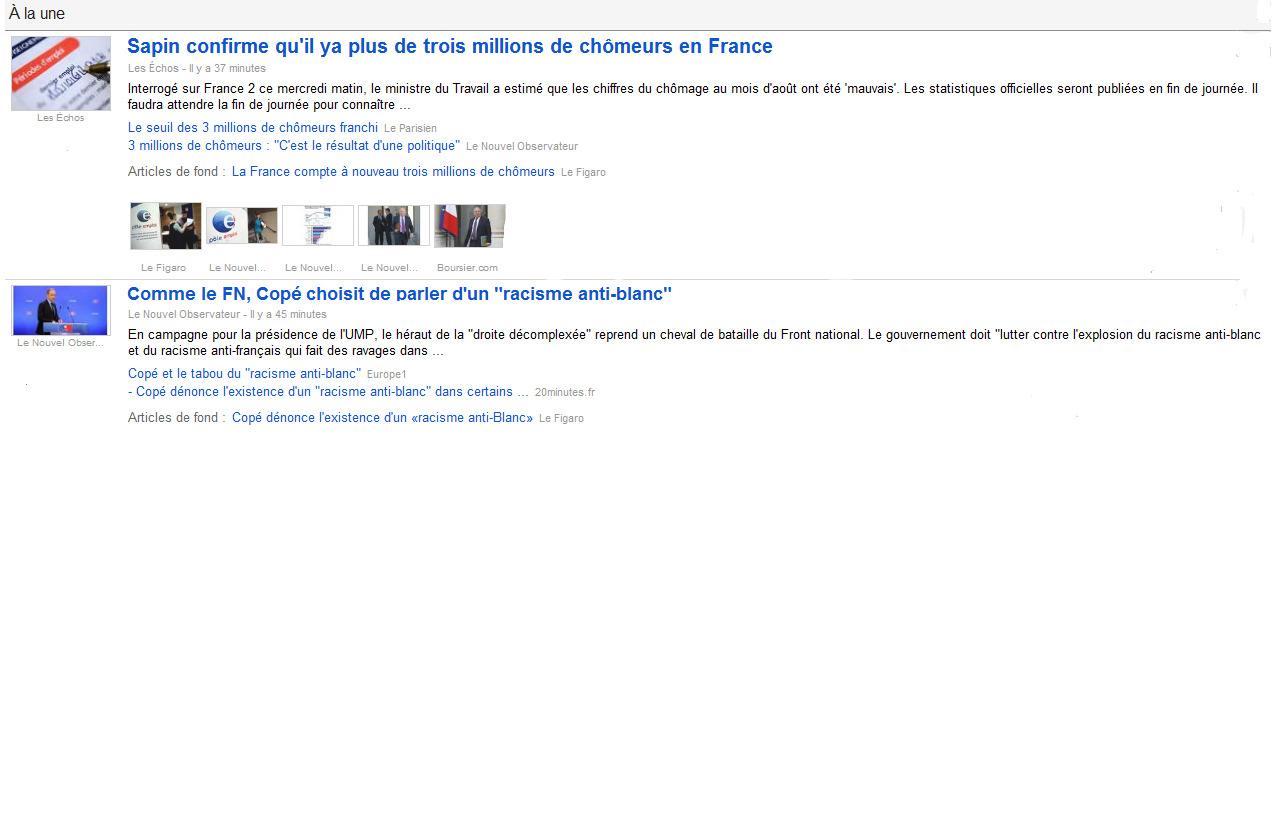 À la une
Sapin confirme qu'il ya plus de trois millions de chômeurs en France
Les Échos - Il y a 37 minutes
Interrogé sur France 2 ce mercredi matin, le ministre du Travail a estimé que les chiffres du chômage au mois d'août ont été 'mauvais'. Les statistiques officielles seront publiées en fin de journée. Il
faudra attendre la fin de journée pour connaître ...
Périodes d'emploi
dernier emploi
Les Échos
Le seuil des 3 millions de chômeurs franchi Le Parisien
3 millions de chômeurs : "C'est le résultat d'une politique" Le Nouvel Observateur
Articles de fond : La France compte à nouveau trois millions de chômeurs Le Figaro
pôle emploi
pôle emploi
Le Figaro Le Nouvel... Le Nouvel... Le Nouvel... Boursier.com
Comme le FN, Copé choisit de parler d'un "racisme anti-blanc"
Le Nouvel Observateur - Il y a 45 minutes
En campagne pour la présidence de l'UMP, le héraut de la "droite décomplexée" reprend un cheval de bataille du Front national. Le gouvernement doit "lutter contre l'explosion du racisme anti-blanc
et du racisme anti-français qui fait des ravages dans ...
Le Nouvel Obser...
Copé et le tabou du "racisme anti-blanc" Europe1
- Copé dénonce l'existence d'un "racisme anti-blanc" dans certains ... 20minutes.fr
Articles de fond : Copé dénonce l'existence d'un «racisme anti-Blanc» Le Figaro